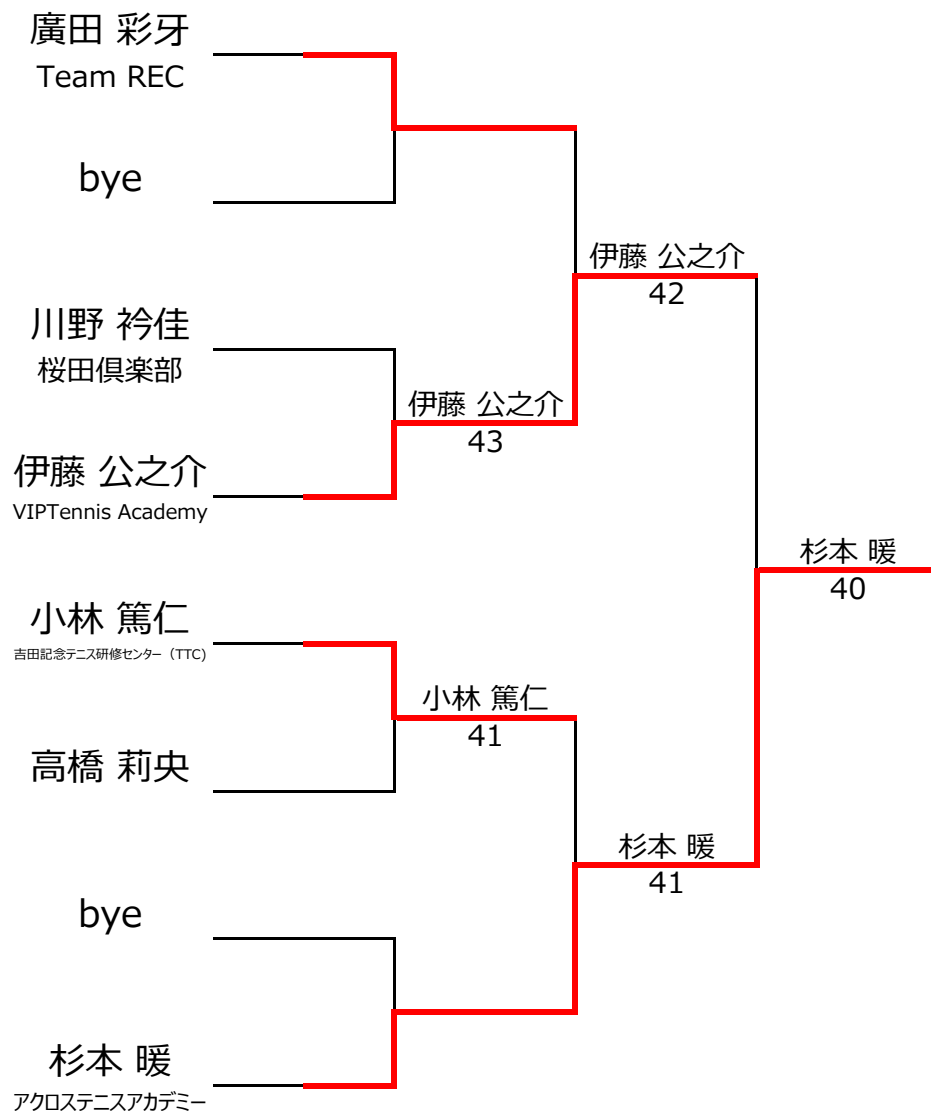 廣田 彩牙
Team REC
bye
川野 衿佳
桜田倶楽部
伊藤 公之介
VIPTennis Academy
小林 篤仁
吉田記念テニス研修センター（TTC)
高橋 莉央
bye
杉本 暖
アクロステニスアカデミー
伊藤 公之介
43
小林 篤仁
41
伊藤 公之介
42
杉本 暖
41
杉本 暖
40